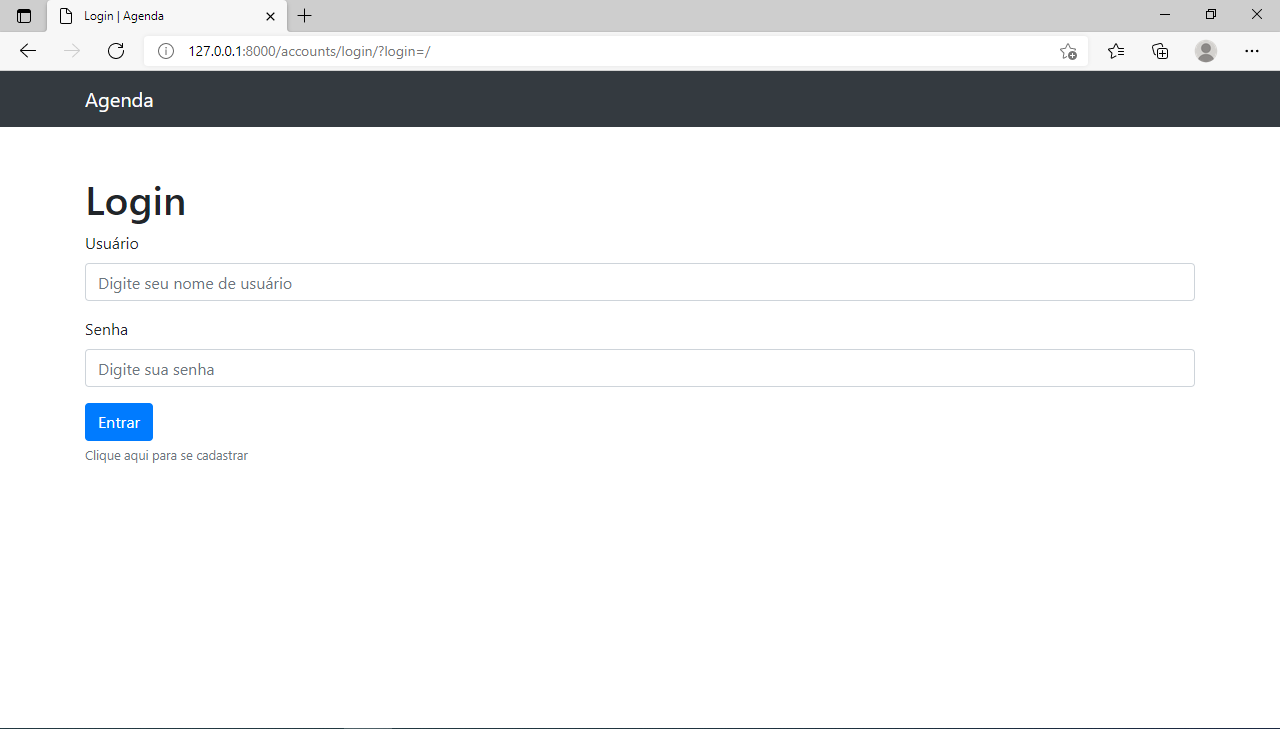 Login | Agenda
127.0.0.1:8000/accounts/login/?login=/
Agenda
Login
Usuário
Digite seu nome de usuário
Senha
Digite sua senha
Entrar
Clique aqui para se cadastrar